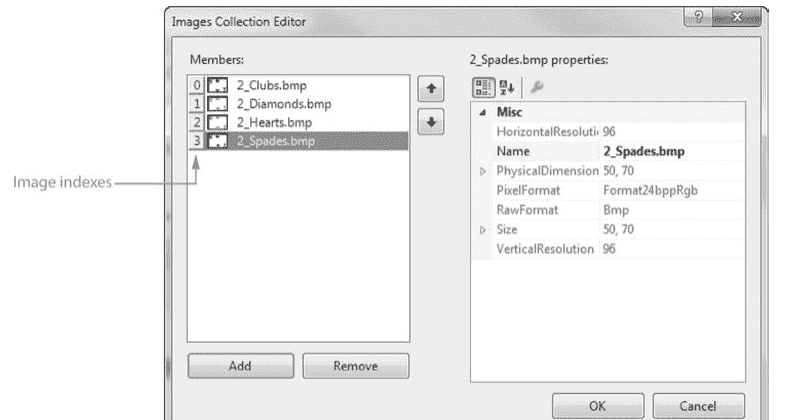 Images Collection Editor
Members:
0 2_Clubs.bmp
1 2_Diamonds.bmp
2 2_Hearts.bmp
3 2_Spades.bmp
Image indexes
Add
Remove
2_Spades.bmp properties:
Misc
HorizontalResoluti 96
Name 2_Spades.bmp
PhysicalDimension 50, 70
PixelFormat Format24bppRgb
RawFormat Bmp
Size 50, 70
VerticalResolution 96
OK
Cancel